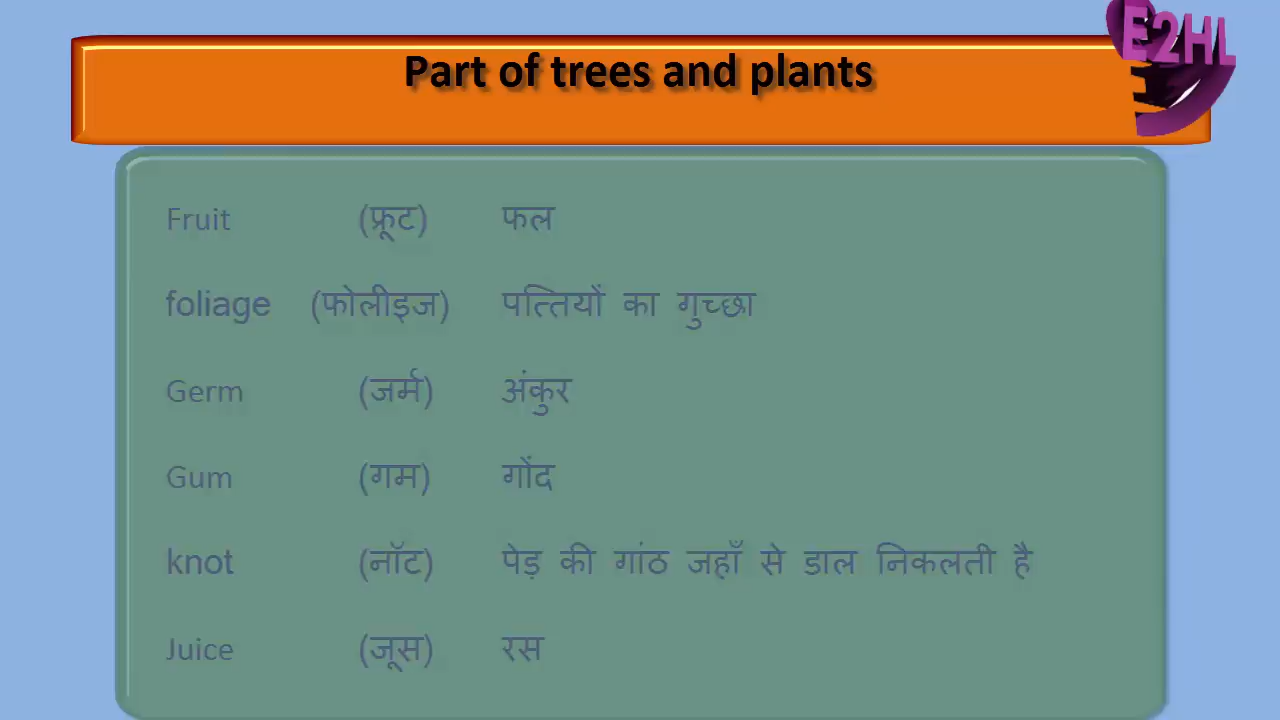 E2HL
Part of trees and plants
Fruit (फ्रूट) फल
foliage (फोलीइज) पत्तियों का गुच्छा
Germ (जर्म) अंकुर
Gum (गम) गोंद
knot (नॉट) पेड़ की गांठ जहाँ से डाल निकलती है
Juice (जूस) रस